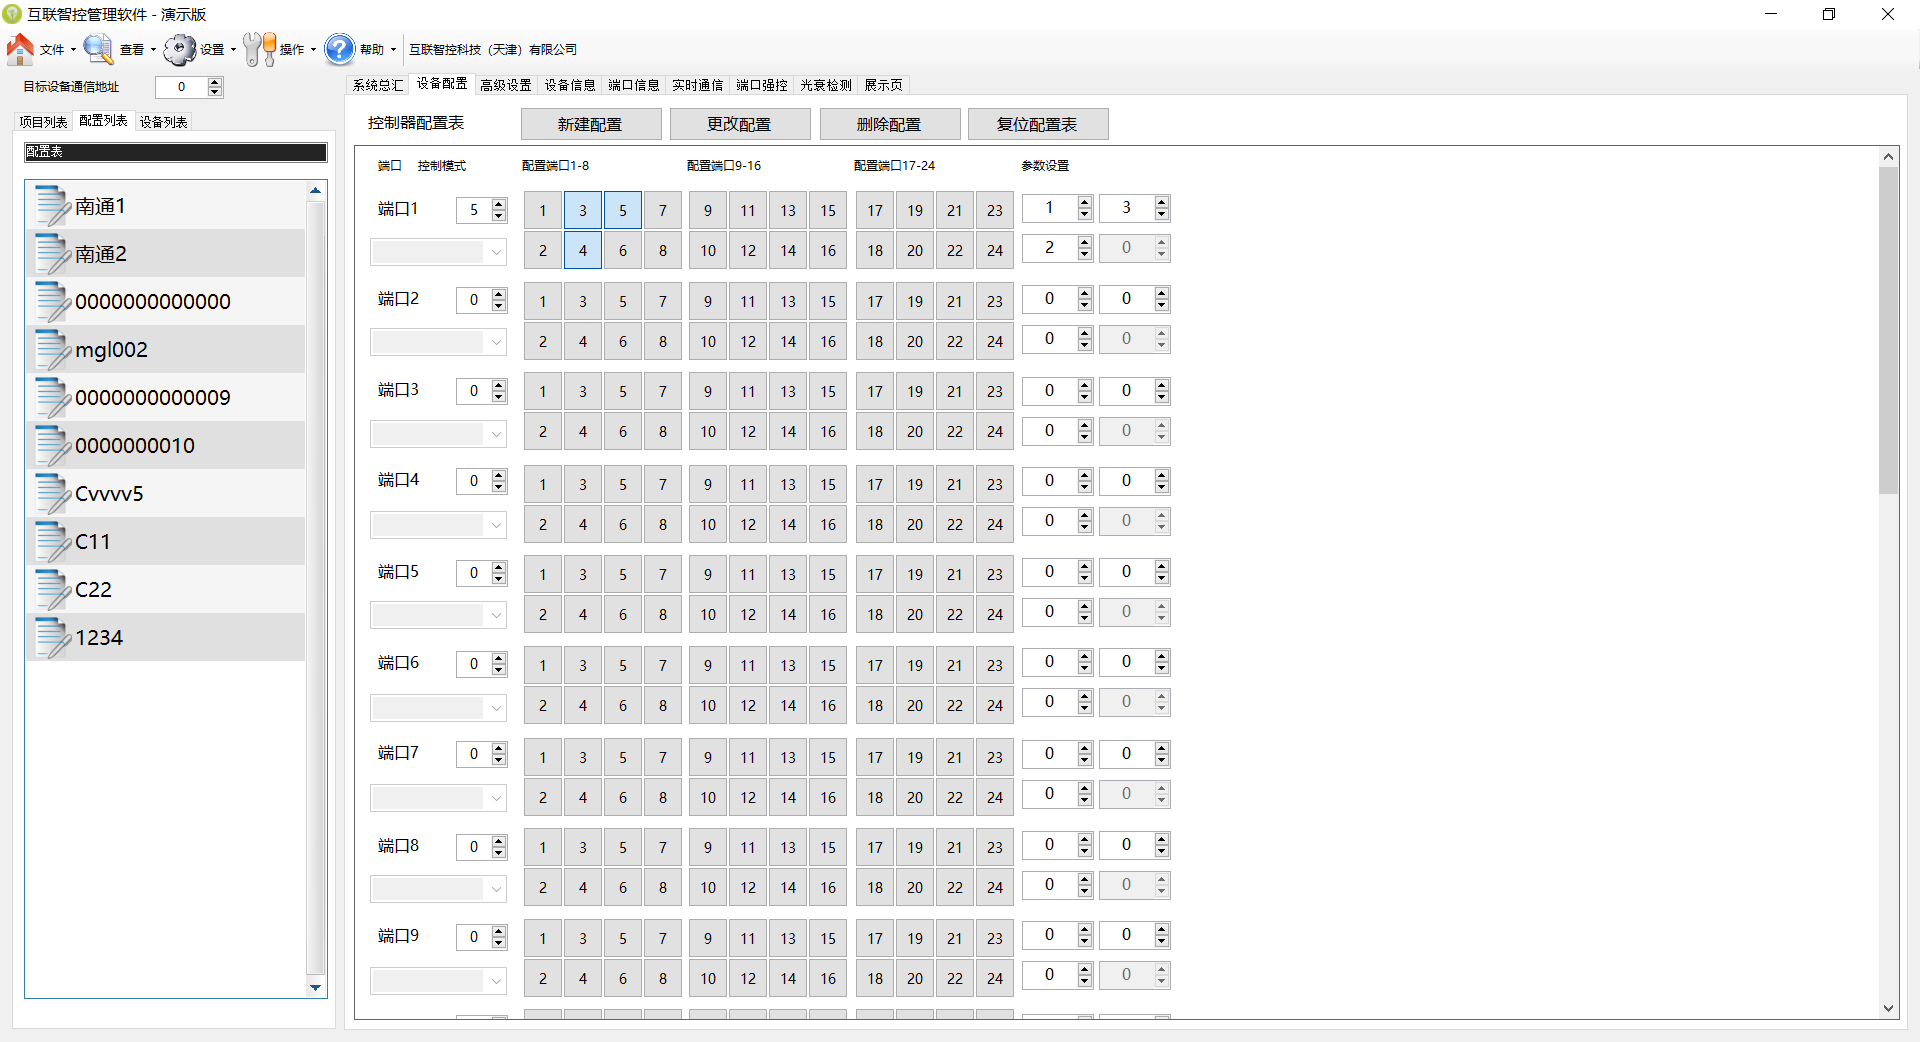 互联智控管理软件 - 演示版
文件 查看 设置 操作 帮助 互联智控科技（天津）有限公司
目标设备通信地址 0
系统总汇 设备配置 高级设置 设备信息 端口信息 实时通信 端口强控 光衰检测 展示页
项目列表 配置列表 设备列表
配置表
南通1
南通2
0000000000000
mgl002
0000000000009
0000000010
Cvvvv5
C11
C22
1234
控制器配置表 新建配置 更改配置 删除配置 复位配置表
端口 控制模式 配置端口1-8 配置端口9-16 配置端口17-24 参数设置
端口1 5 1 3 5 7 9 11 13 15 17 19 21 23 1 3
2 4 6 8 10 12 14 16 18 20 22 24 2 0
端口2 0 1 3 5 7 9 11 13 15 17 19 21 23 0 0
2 4 6 8 10 12 14 16 18 20 22 24 0 0
端口3 0 1 3 5 7 9 11 13 15 17 19 21 23 0 0
2 4 6 8 10 12 14 16 18 20 22 24 0 0
端口4 0 1 3 5 7 9 11 13 15 17 19 21 23 0 0
2 4 6 8 10 12 14 16 18 20 22 24 0 0
端口5 0 1 3 5 7 9 11 13 15 17 19 21 23 0 0
2 4 6 8 10 12 14 16 18 20 22 24 0 0
端口6 0 1 3 5 7 9 11 13 15 17 19 21 23 0 0
2 4 6 8 10 12 14 16 18 20 22 24 0 0
端口7 0 1 3 5 7 9 11 13 15 17 19 21 23 0 0
2 4 6 8 10 12 14 16 18 20 22 24 0 0
端口8 0 1 3 5 7 9 11 13 15 17 19 21 23 0 0
2 4 6 8 10 12 14 16 18 20 22 24 0 0
端口9 0 1 3 5 7 9 11 13 15 17 19 21 23 0 0
2 4 6 8 10 12 14 16 18 20 22 24 0 0